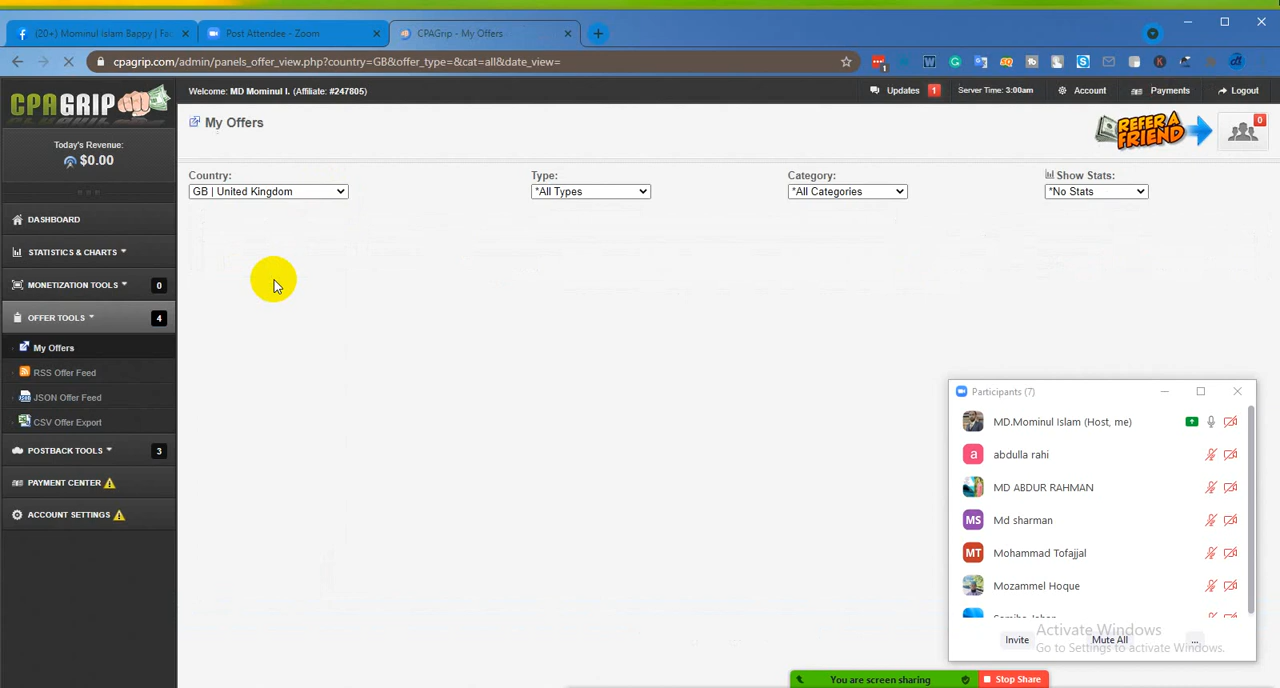 (20+) Mominul Islam Bappy | Fa
Post Attendee - Zoom
CPAGrip - My Offers
cpagrip.com/admin/panels_offer_view.php?country=GB&offer_type=&cat=all&date_view=
CPAGRIP
Welcome: MD Mominul I. (Affiliate: #247805)
Updates 1
Server Time: 3:00am
Account
Payments
Logout
Today's Revenue:
$0.00
My Offers
REFER A FRIEND
0
Country:
Type:
Category:
Show Stats:
GB | United Kingdom
*All Types
*All Categories
*No Stats
DASHBOARD
STATISTICS & CHARTS
MONETIZATION TOOLS 0
OFFER TOOLS 4
My Offers
RSS Offer Feed
JSON Offer Feed
CSV Offer Export
POSTBACK TOOLS 3
PAYMENT CENTER
ACCOUNT SETTINGS
Participants (7)
MD.Mominul Islam (Host, me)
a abdulla rahi
MD ABDUR RAHMAN
MS Md sharman
MT Mohammad Tofajjal
Mozammel Hoque
Invite
Mute All
...
Activate Windows
Go to Settings to activate Windows.
You are screen sharing
Stop Share